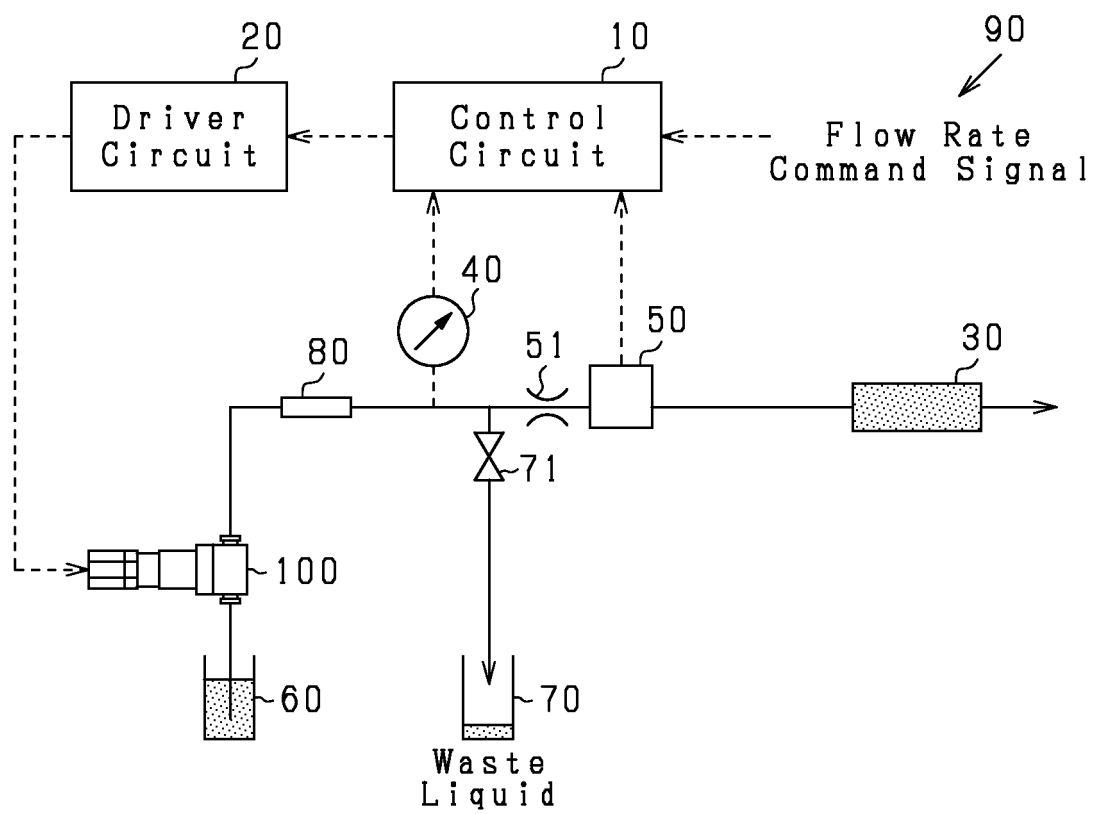 20
10
90
Driver
Circuit
Control
Circuit
Flow Rate
Command Signal
40
50
51
30
80
71
100
60
70
Waste
Liquid